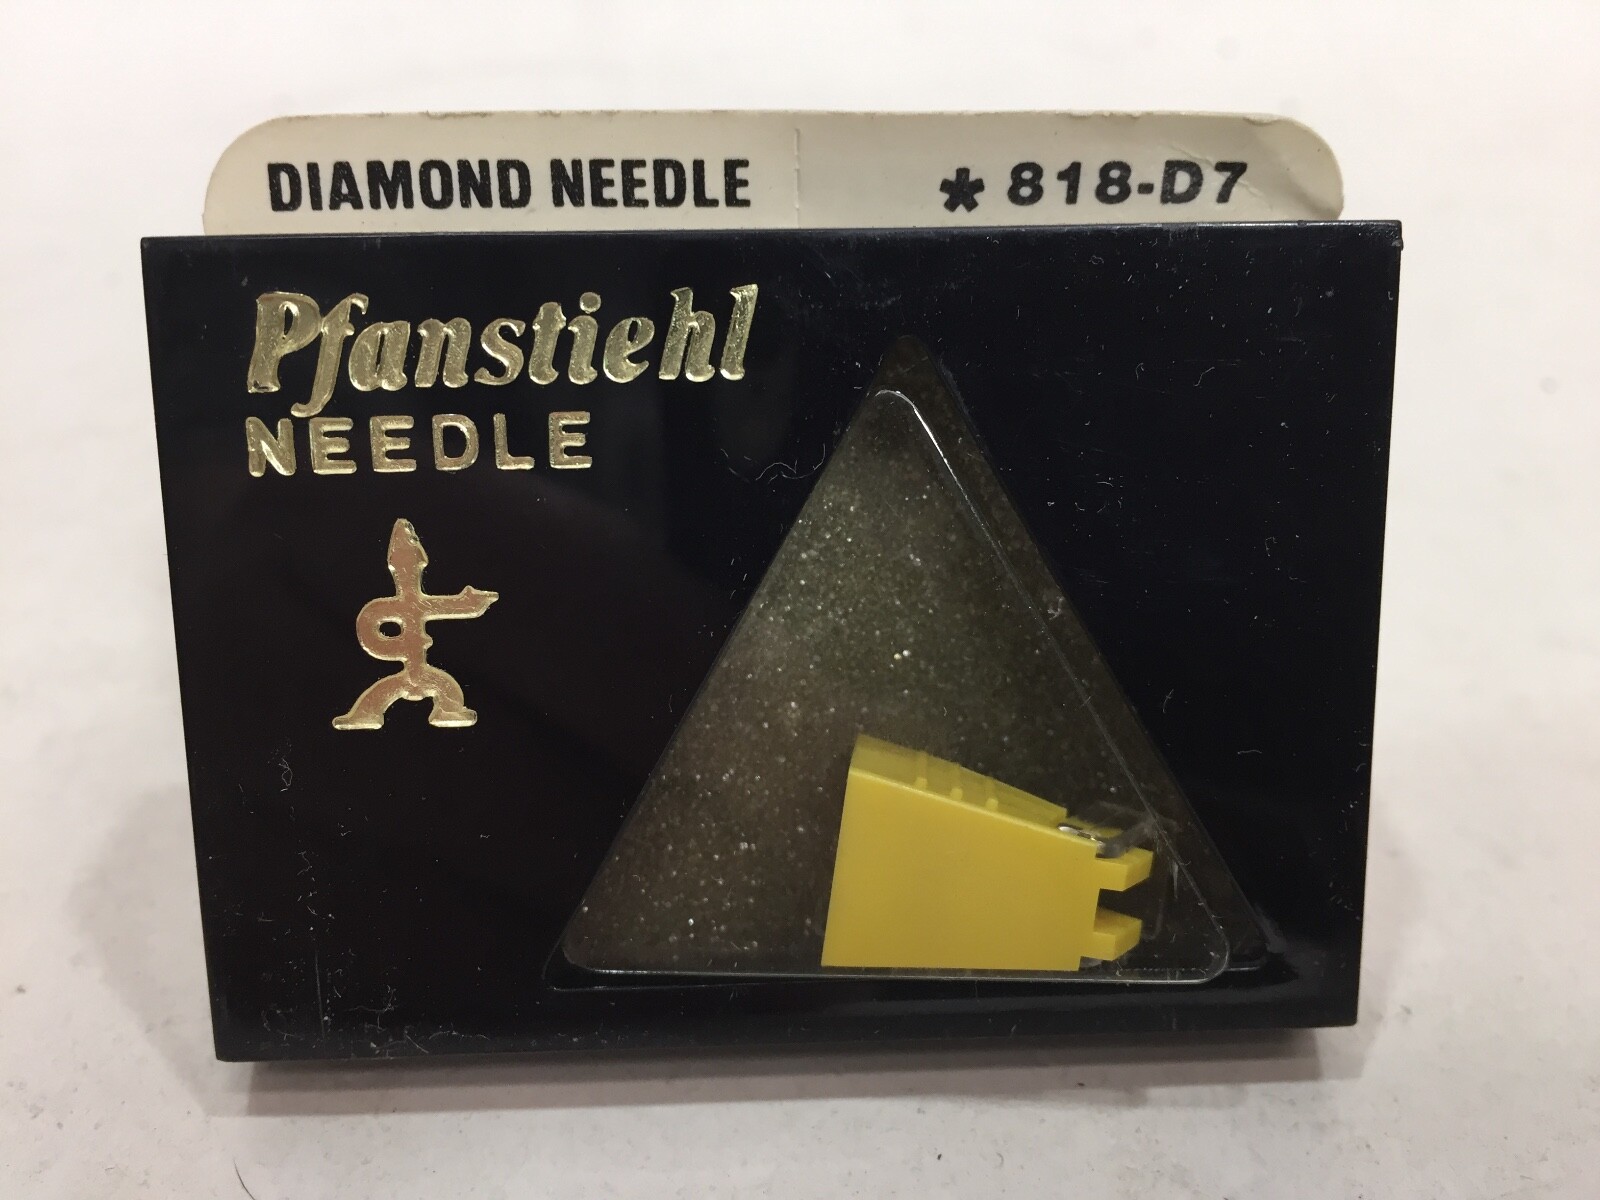 DIAMOND NEEDLE * 818-D7
Pfanstiehl
NEEDLE